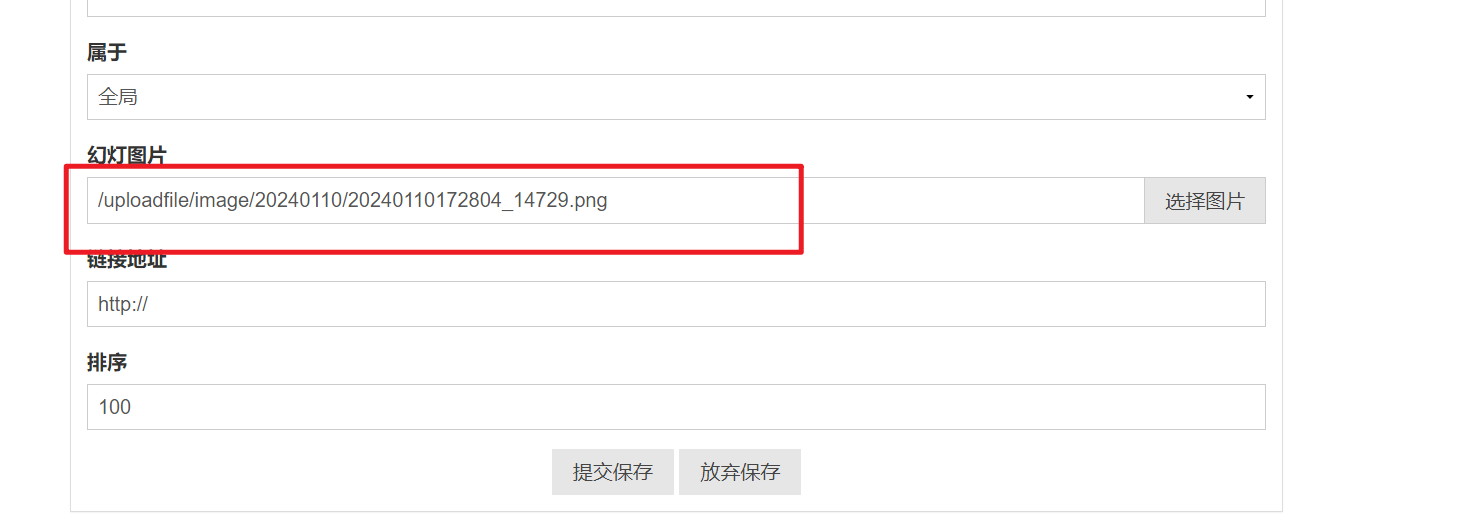 属于
全局
幻灯图片
/uploadfile/image/20240110/20240110172804_14729.png
选择图片
链接地址
http://
排序
100
提交保存 放弃保存